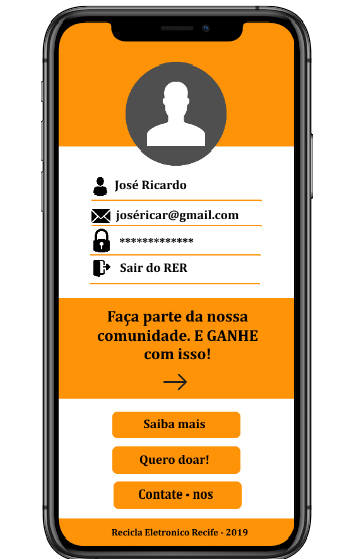 José Ricardo
joséricar@gmail.com
*************
Sair do RER
Faça parte da nossa
comunidade. E GANHE
com isso!
Saiba mais
Quero doar!
Contate - nos
Recicla Eletronico Recife - 2019